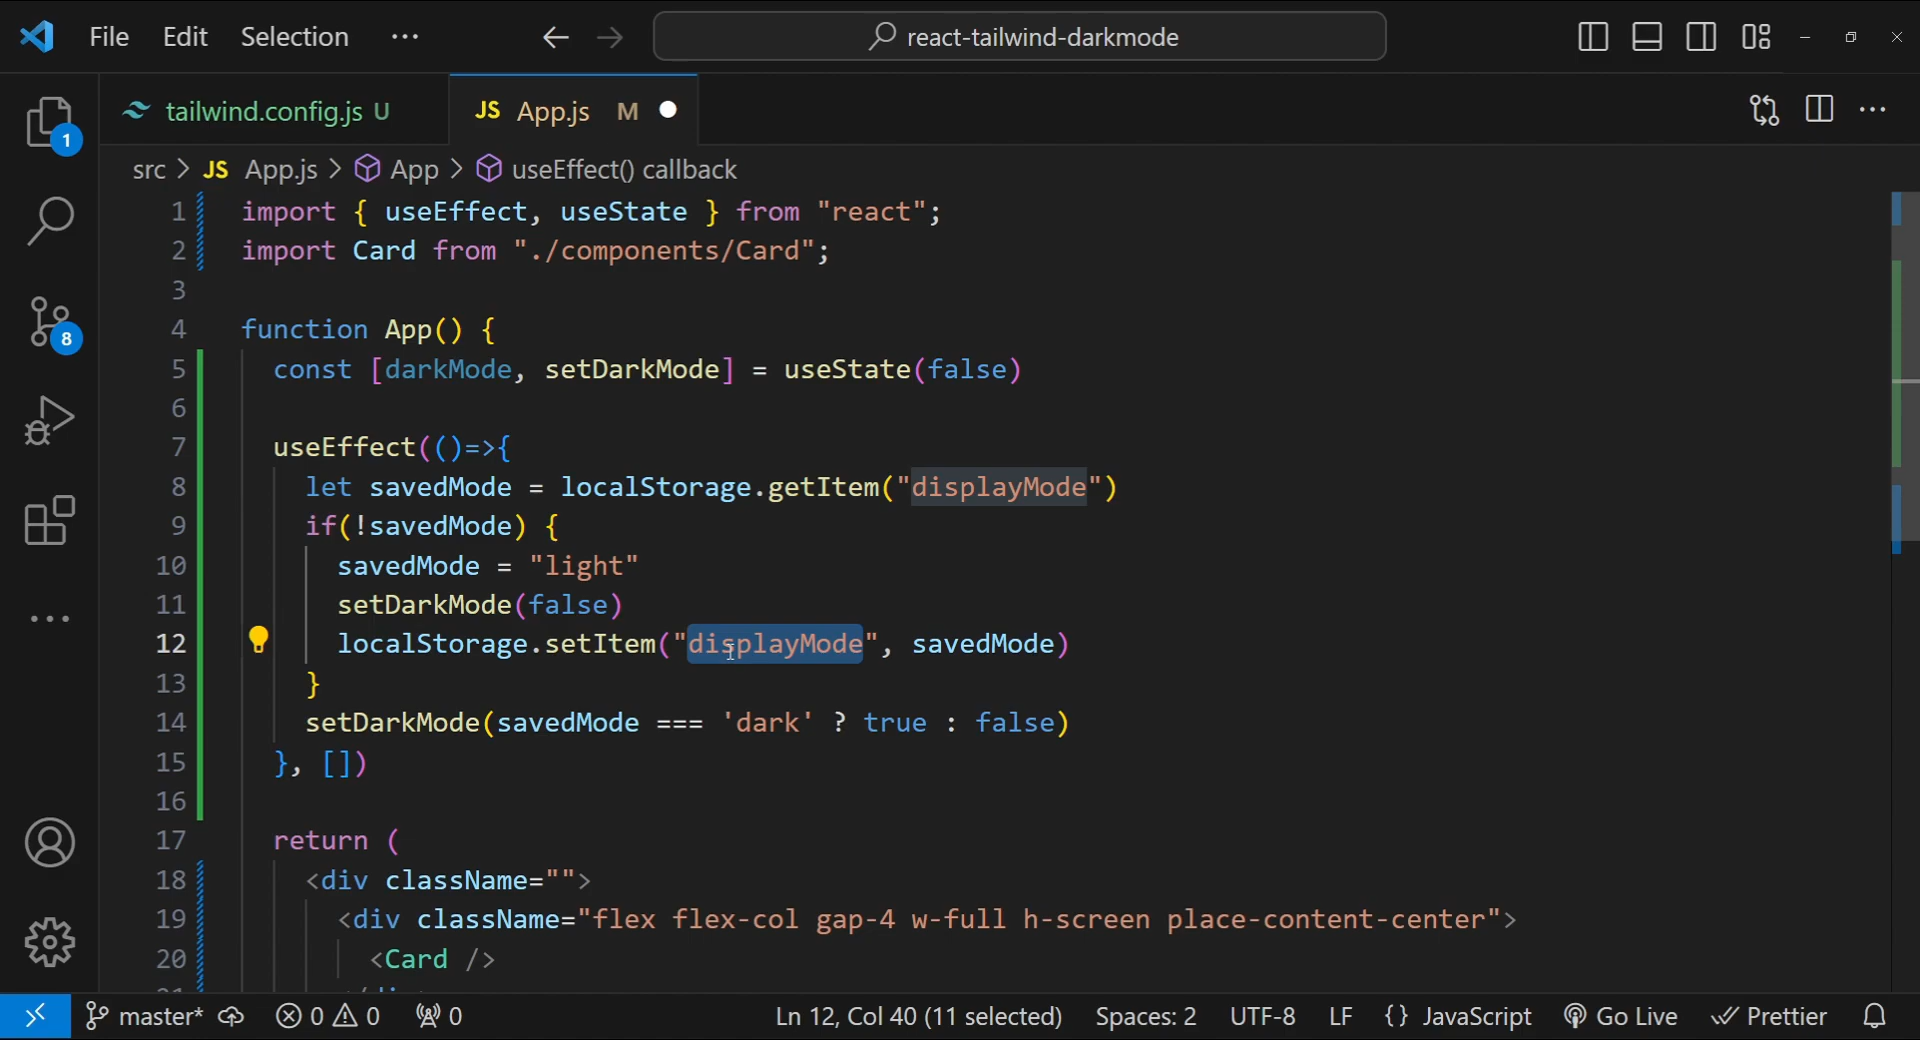 File Edit Selection ··· react-tailwind-darkmode
tailwind.config.js U JS App.js M
src > JS App.js > App > useEffect() callback
1 import { useEffect, useState } from "react";
2 import Card from "./components/Card";
3
4 function App() {
5 const [darkMode, setDarkMode] = useState(false)
6
7 useEffect(()=>{
8 let savedMode = localStorage.getItem("displayMode")
9 if(!savedMode) {
10 savedMode = "light"
11 setDarkMode(false)
12 localStorage.setItem("displayMode", savedMode)
13 }
14 setDarkMode(savedMode === 'dark' ? true : false)
15 }, [])
16
17 return (
18 <div className="">
19 <div className="flex flex-col gap-4 w-full h-screen place-content-center">
20 <Card />
1
8
master* 0 0 0 Ln 12, Col 40 (11 selected) Spaces: 2 UTF-8 LF {} JavaScript Go Live Prettier